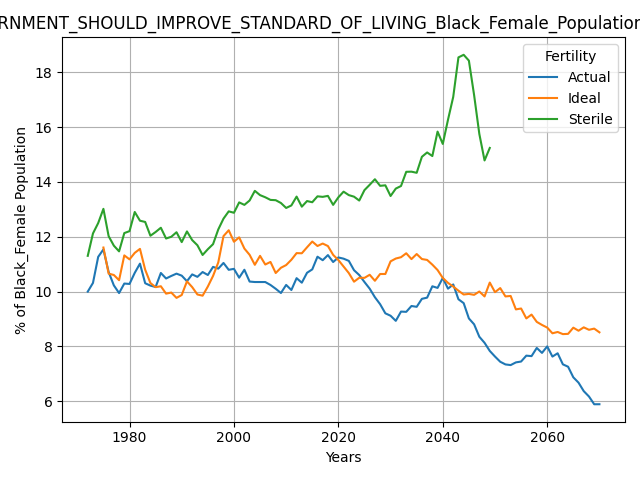 RNMENT_SHOULD_IMPROVE_STANDARD_OF_LIVING_Black_Female_Population
Fertility
Actual
Ideal
Sterile
% of Black_Female Population
18
16
14
12
10
8
6
1980 2000 2020 2040 2060
Years